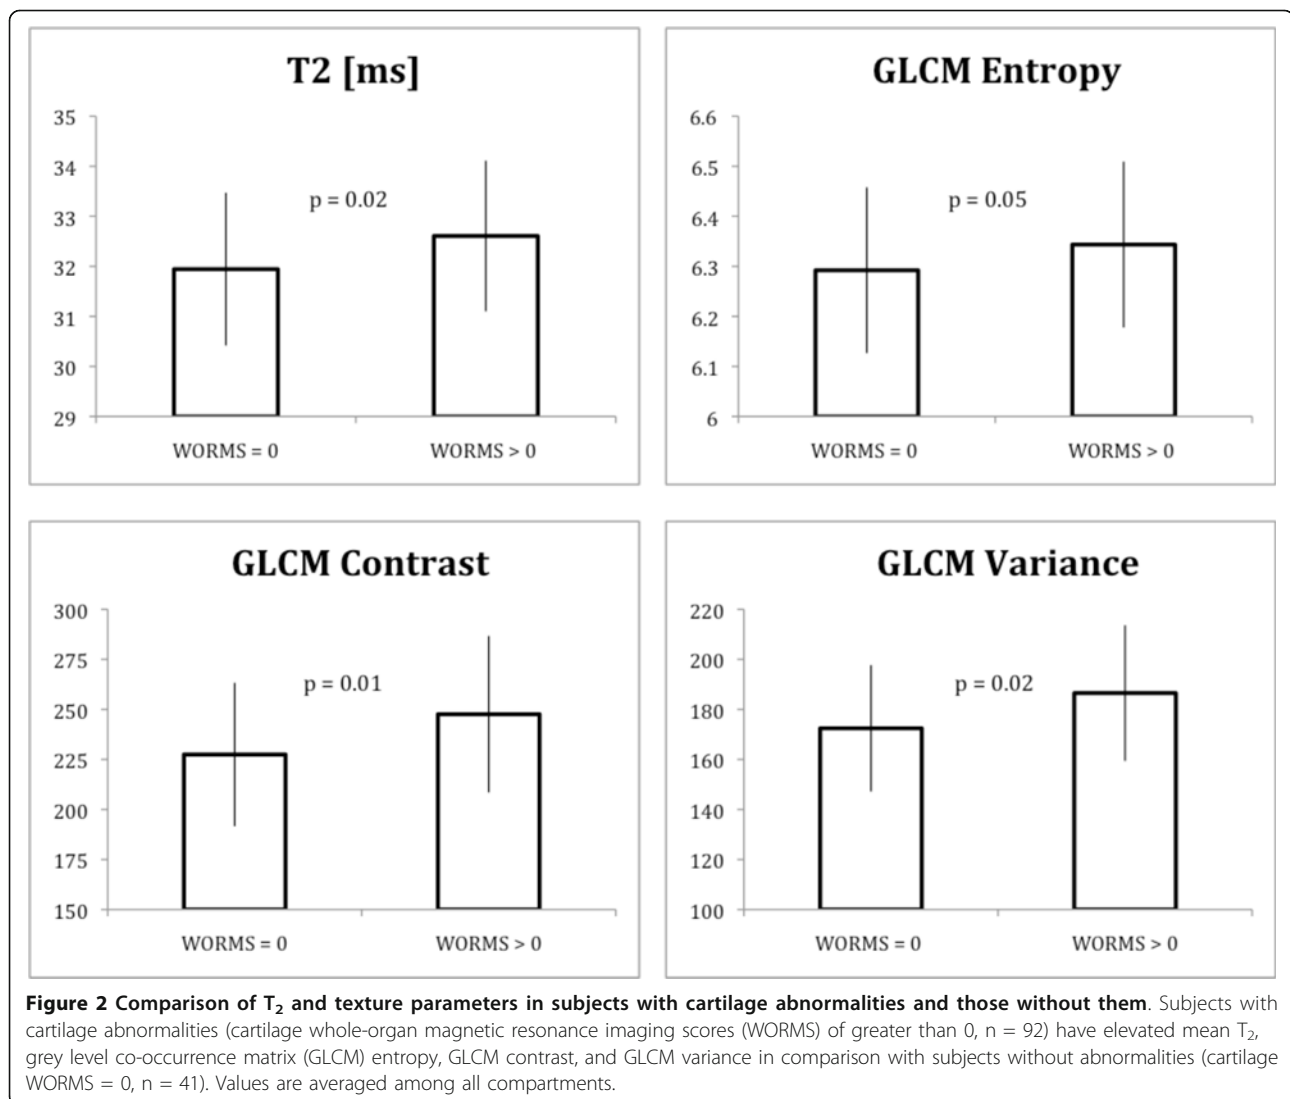 T2 [ms]
35
34
33
32
31
30
29
p = 0.02
WORMS = 0
WORMS > 0
GLCM Entropy
6.6
6.5
6.4
6.3
6.2
6.1
6
p = 0.05
WORMS = 0
WORMS > 0
GLCM Contrast
300
275
250
225
200
175
150
p = 0.01
WORMS = 0
WORMS > 0
GLCM Variance
220
200
180
160
140
120
100
p = 0.02
WORMS = 0
WORMS > 0
Figure 2 Comparison of T₂ and texture parameters in subjects with cartilage abnormalities and those without them. Subjects with
cartilage abnormalities (cartilage whole-organ magnetic resonance imaging scores (WORMS) of greater than 0, n = 92) have elevated mean T₂,
grey level co-occurrence matrix (GLCM) entropy, GLCM contrast, and GLCM variance in comparison with subjects without abnormalities (cartilage
WORMS = 0, n = 41). Values are averaged among all compartments.